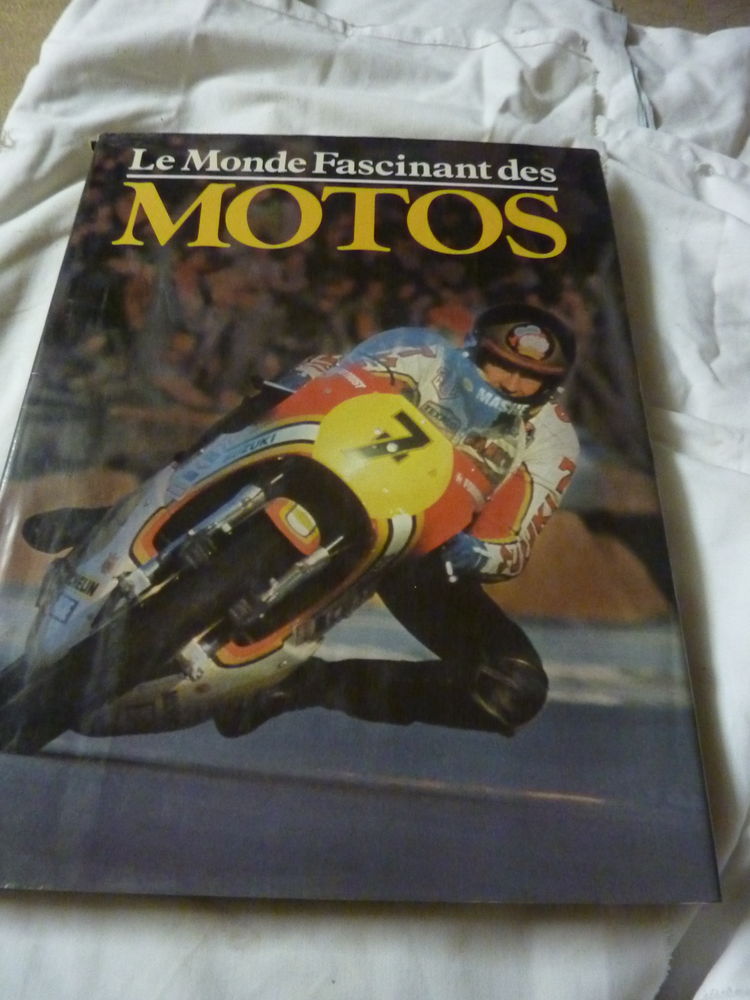 Le Monde Fascinant des
MOTOS
7
SUZUKI